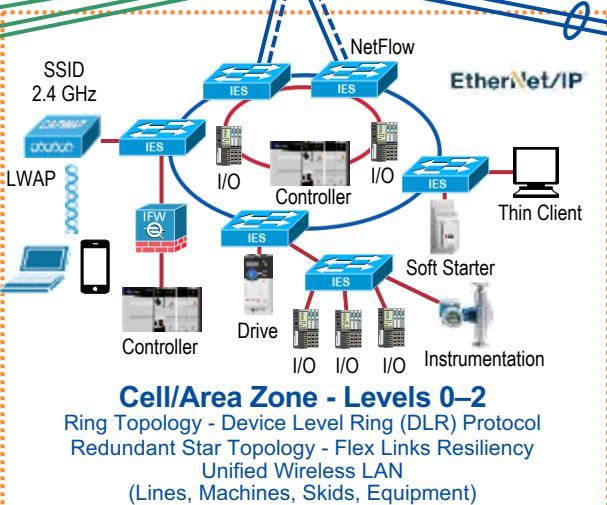 NetFlow
SSID
2.4 GHz
EtherNet/IP
IES
IES
CAPWAP
IES
LWAP
I/O
Controller
I/O
IES
Thin Client
IFW
IES
Soft Starter
IES
Controller
Drive
I/O
I/O
I/O
Instrumentation
Cell/Area Zone - Levels 0–2
Ring Topology - Device Level Ring (DLR) Protocol
Redundant Star Topology - Flex Links Resiliency
Unified Wireless LAN
(Lines, Machines, Skids, Equipment)